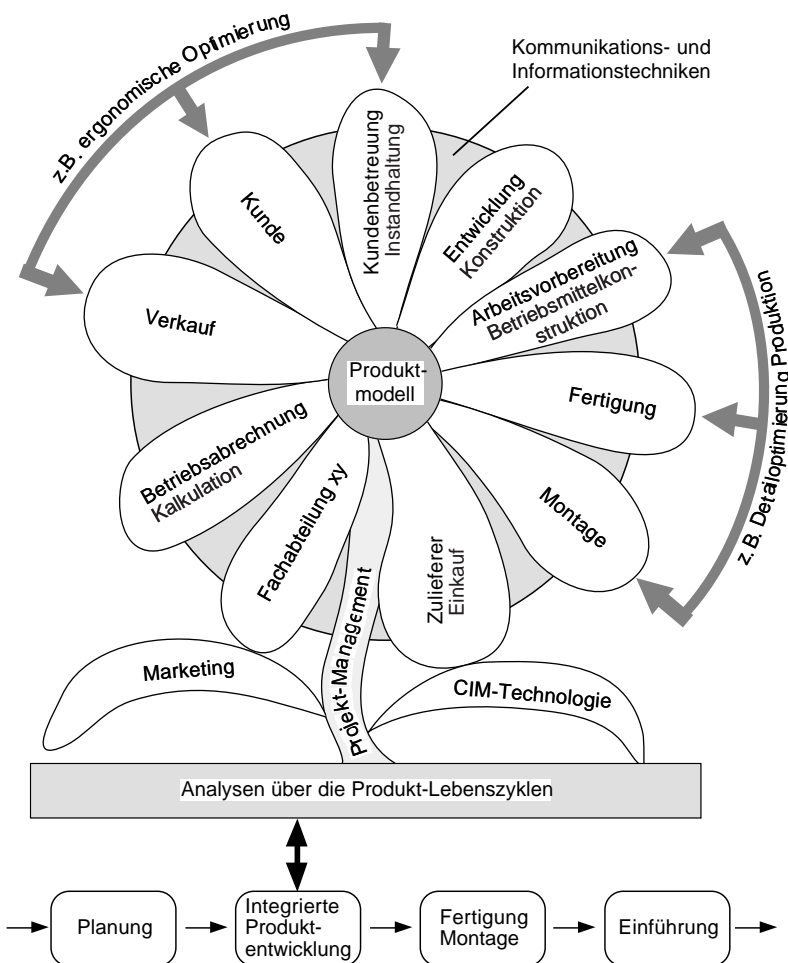 z.B. ergonomische Optimierung
Kommunikations- und
Informationstechniken
Kundenbetreuung
Instandhaltung
Kunde
Entwicklung
Konstruktion
Arbeitsvorbereitung
Betriebsmittelkon-
struktion
Verkauf
Produkt-
modell
Fertigung
z. B. Detailoptimierung Produktion
Betriebsabrechnung
Kalkulation
Fachabteilung xy
Montage
Zulieferer
Einkauf
Projekt-Management
Marketing
CIM-Technologie
Analysen über die Produkt-Lebenszyklen
Planung
Integrierte
Produkt-
entwicklung
Fertigung
Montage
Einführung